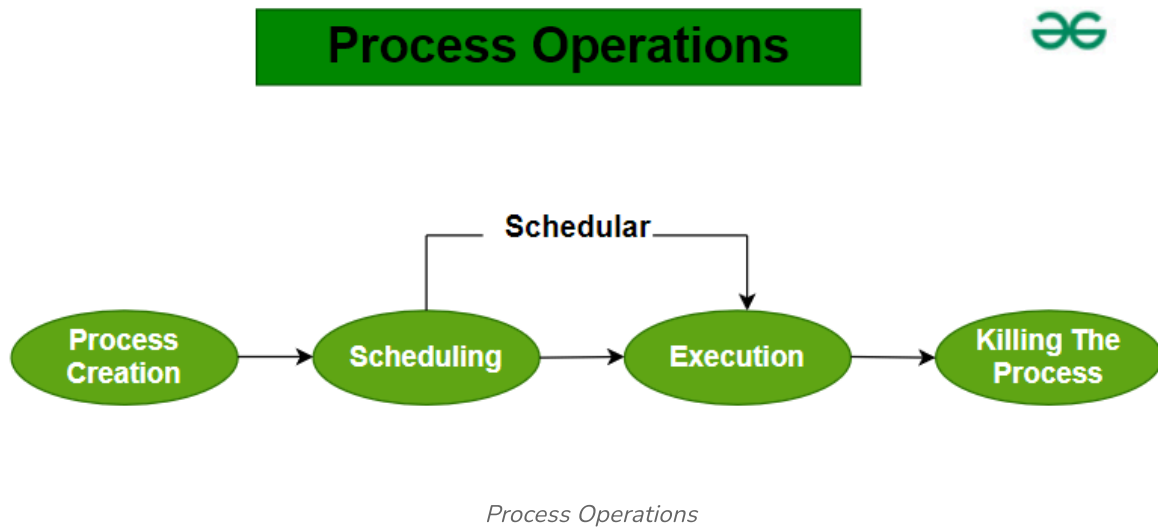 Process Operations
Schedular
Process
Creation
Scheduling
Execution
Killing The
Process
Process Operations